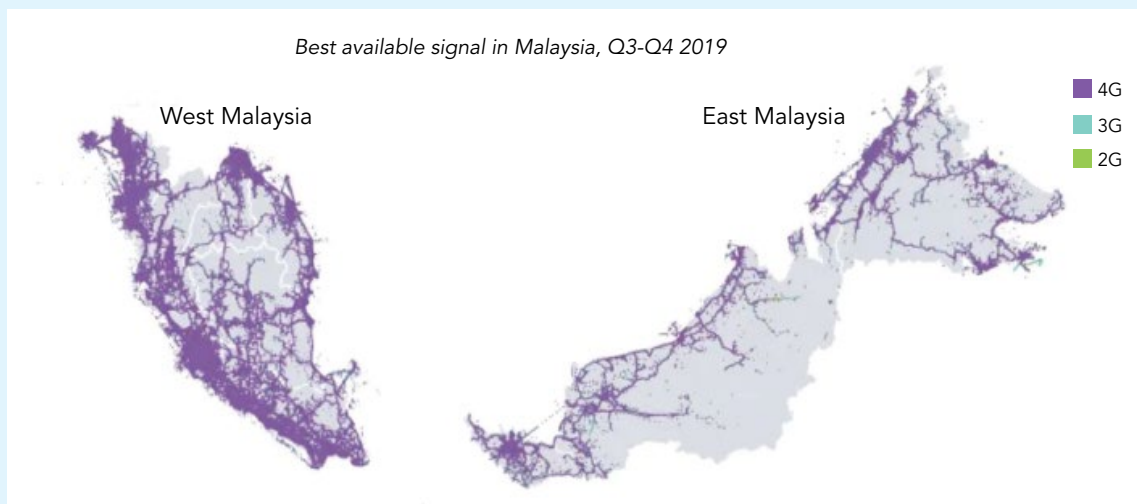 Best available signal in Malaysia, Q3-Q4 2019
West Malaysia
East Malaysia
4G
3G
2G